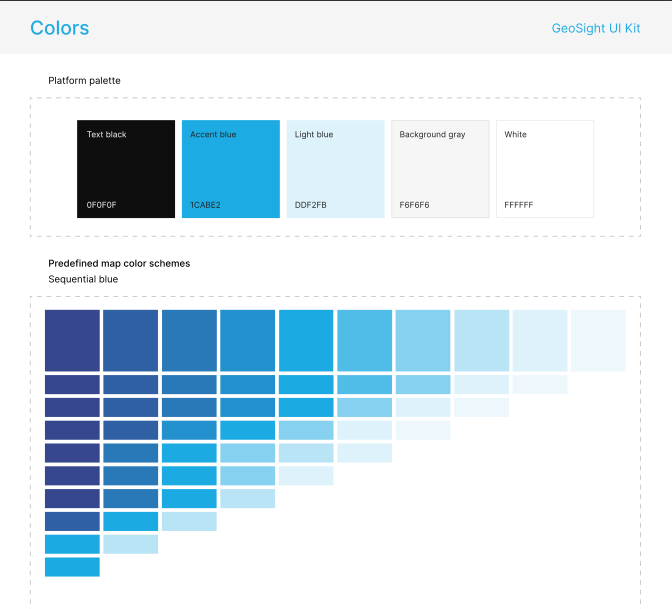 Colors
GeoSight UI Kit
Platform palette
Text black
Accent blue
Light blue
Background gray
White
0F0F0F
1CABE2
DDF2FB
F6F6F6
FFFFFF
Predefined map color schemes
Sequential blue